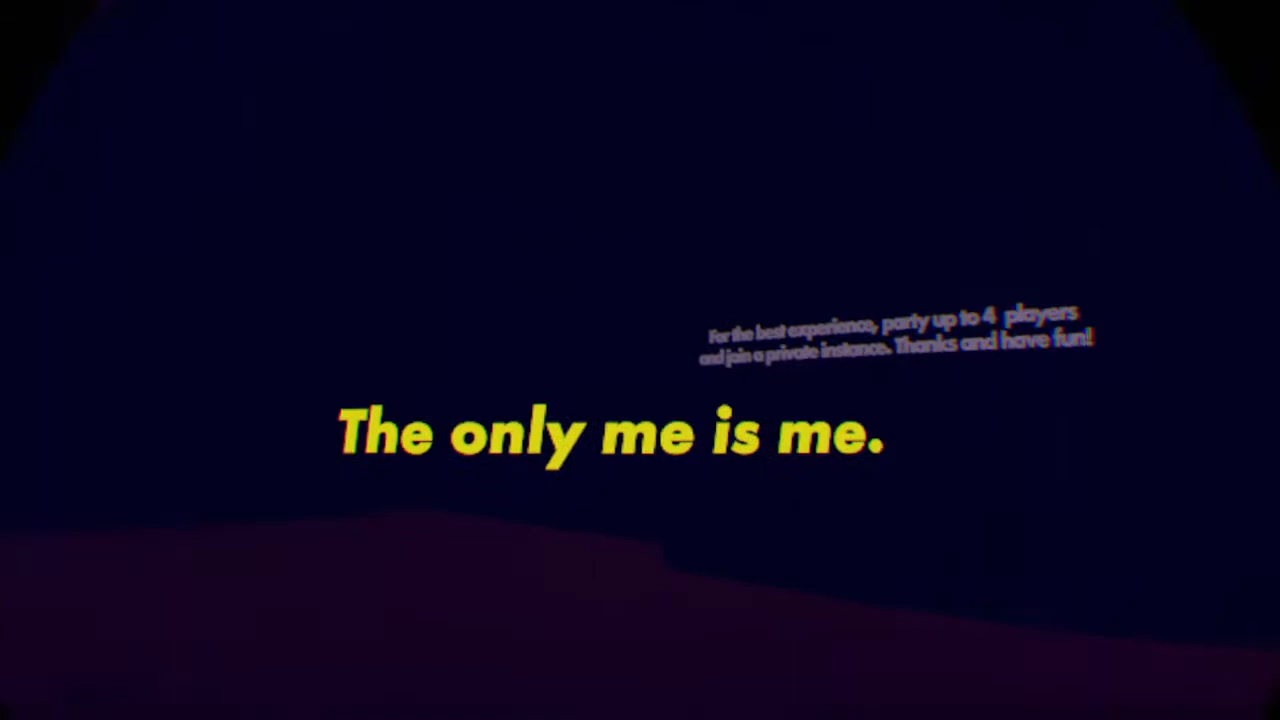 For the best experience, party up to 4 players
and join a private instance. Thanks and have fun!
The only me is me.